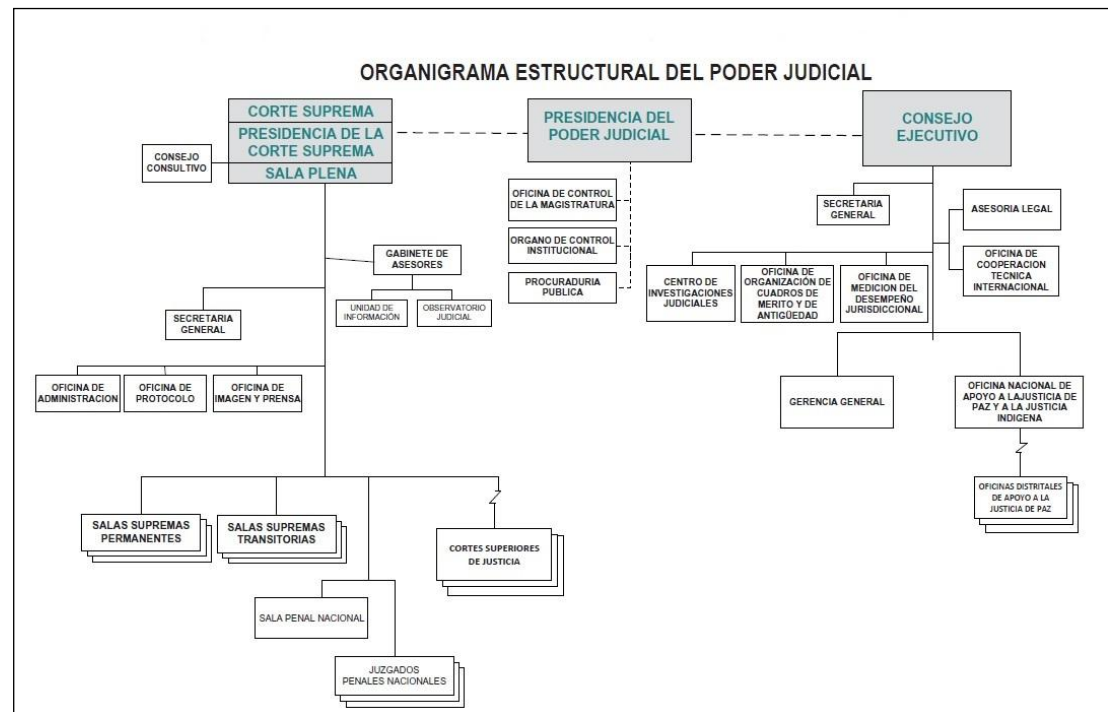 ORGANIGRAMA ESTRUCTURAL DEL PODER JUDICIAL
CORTE SUPREMA
PRESIDENCIA DE LA
CORTE SUPREMA
SALA PLENA
CONSEJO
CONSULTIVO
PRESIDENCIA DEL
PODER JUDICIAL
CONSEJO
EJECUTIVO
OFICINA DE CONTROL
DE LA MAGISTRATURA
ORGANO DE CONTROL
INSTITUCIONAL
PROCURADURIA
PUBLICA
SECRETARIA
GENERAL
ASESORIA LEGAL
OFICINA DE
COOPERACION
TECNICA
INTERNACIONAL
GABINETE DE
ASESORES
UNIDAD DE
INFORMACIÓN
OBSERVATORIO
JUDICIAL
CENTRO DE
INVESTIGACIONES
JUDICIALES
OFICINA DE
ORGANIZACIÓN DE
CUADROS DE
MERITO Y DE
ANTIGÜEDAD
OFICINA DE
MEDICION DEL
DESEMPEÑO
JURISDICCIONAL
SECRETARIA
GENERAL
OFICINA DE
ADMINISTRACION
OFICINA DE
PROTOCOLO
OFICINA DE
IMAGEN Y PRENSA
GERENCIA GENERAL
OFICINA NACIONAL DE
APOYO A LAJUSTICIA DE
PAZ Y A LA JUSTICIA
INDIGENA
OFICINAS DISTRITALES
DE APOYO A LA
JUSTICIA DE PAZ
SALAS SUPREMAS
PERMANENTES
SALAS SUPREMAS
TRANSITORIAS
CORTES SUPERIORES
DE JUSTICIA
SALA PENAL NACIONAL
JUZGADOS
PENALES NACIONALES